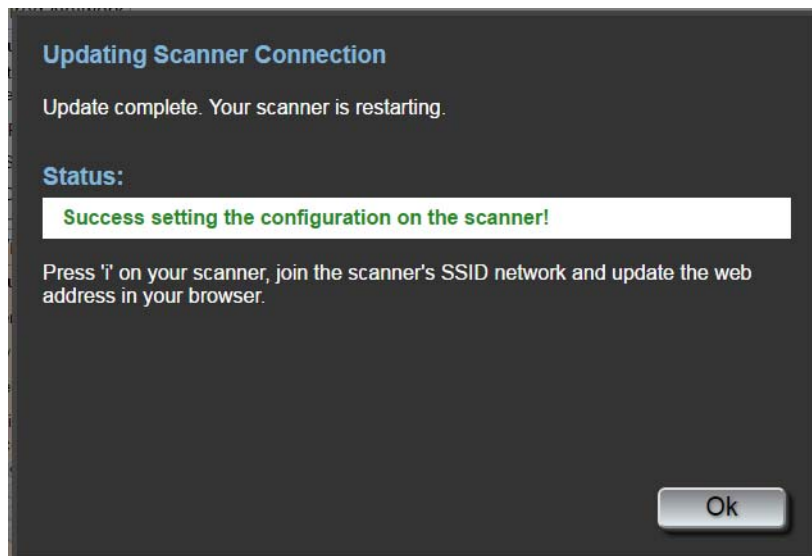 Updating Scanner Connection
Update complete. Your scanner is restarting.
Status:
Success setting the configuration on the scanner!
Press 'i' on your scanner, join the scanner's SSID network and update the web
address in your browser.
Ok